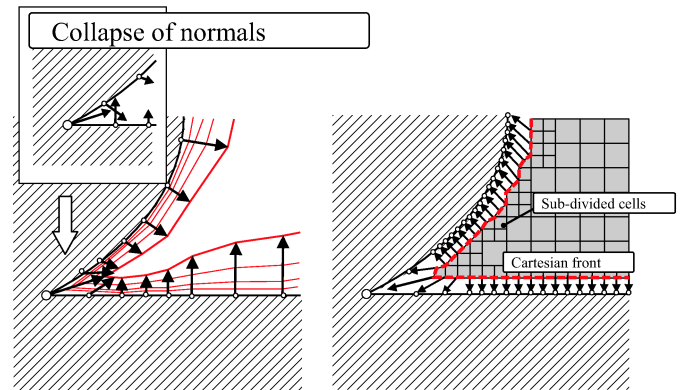 Collapse of normals
Sub-divided cells
Cartesian front